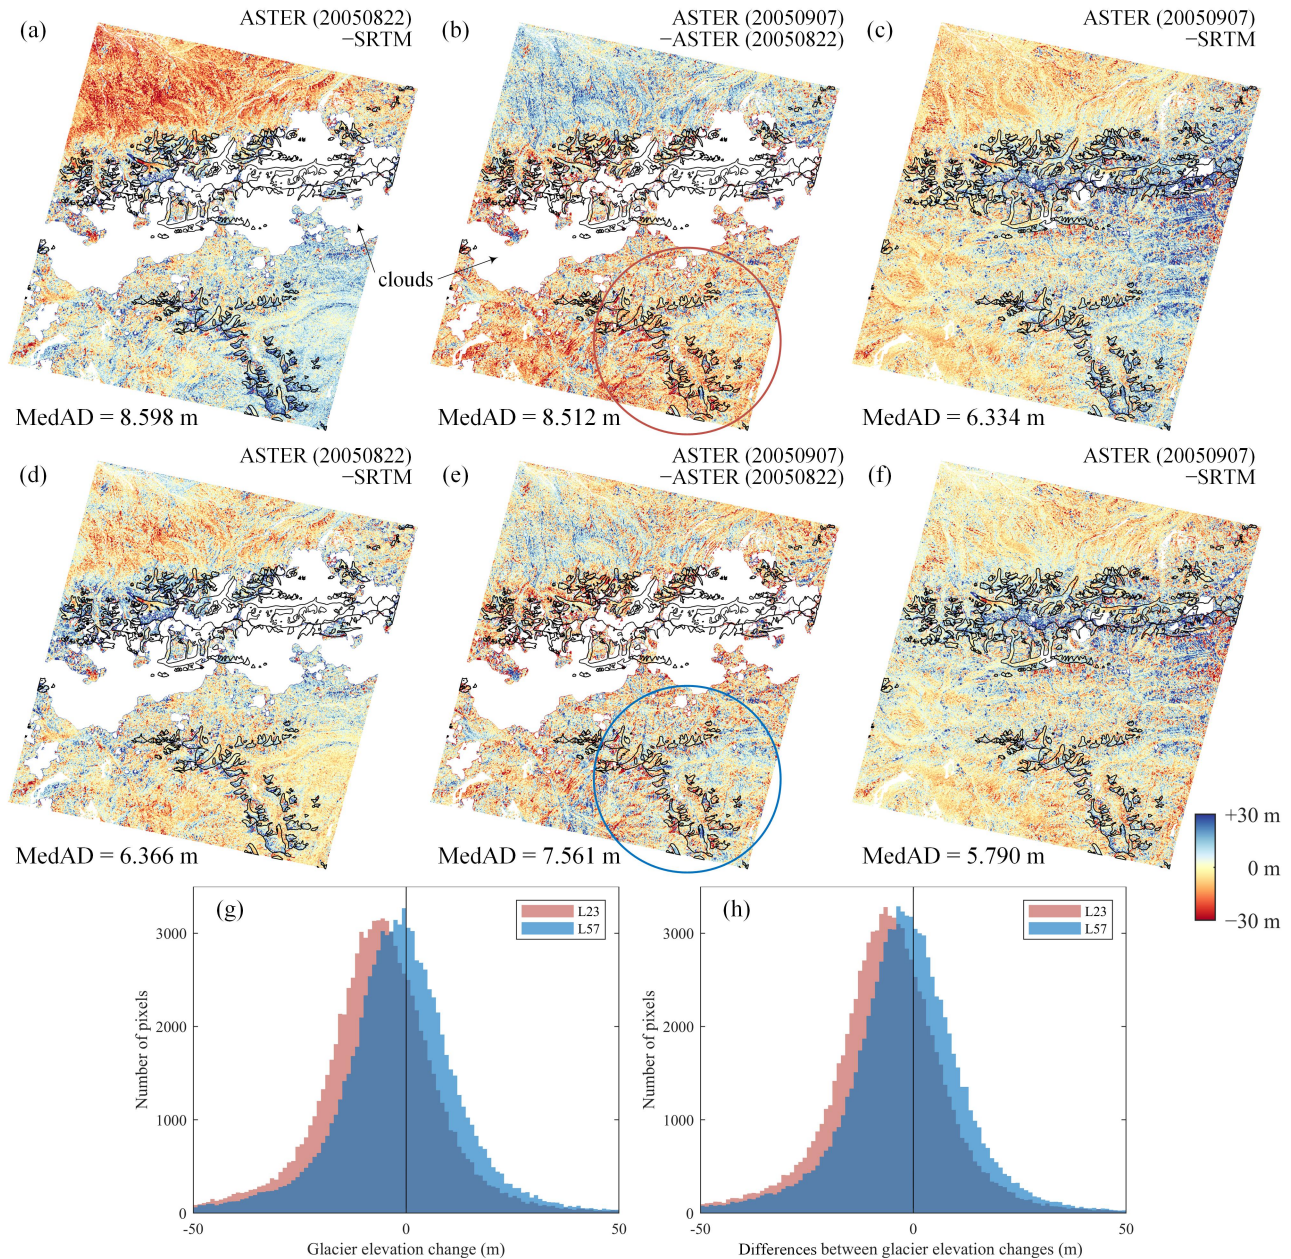 (a)
ASTER (20050822)
−SRTM
(b)
ASTER (20050907)
−ASTER (20050822)
(c)
ASTER (20050907)
−SRTM
clouds
MedAD = 8.598 m
MedAD = 8.512 m
MedAD = 6.334 m
(d)
ASTER (20050822)
−SRTM
(e)
ASTER (20050907)
−ASTER (20050822)
(f)
ASTER (20050907)
−SRTM
MedAD = 6.366 m
MedAD = 7.561 m
MedAD = 5.790 m
+30 m
0 m
−30 m
(g)
L23
L57
3000
2000
1000
0
Number of pixels
-50
0
50
Glacier elevation change (m)
(h)
L23
L57
3000
2000
1000
0
Number of pixels
-50
0
50
Differences between glacier elevation changes (m)